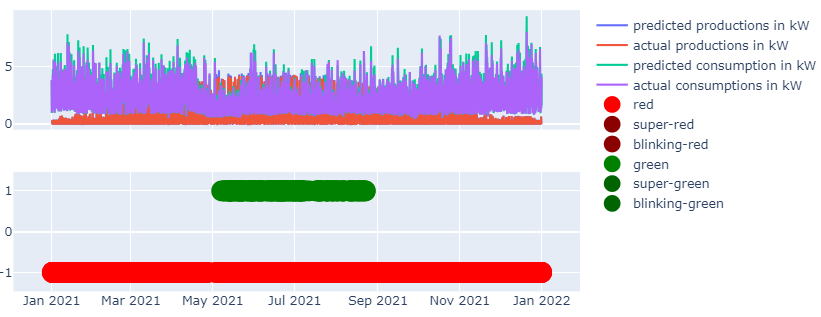 5
0
predicted productions in kW
actual productions in kW
predicted consumption in kW
actual consumptions in kW
red
super-red
blinking-red
green
super-green
blinking-green
1
0
−1
Jan 2021 Mar 2021 May 2021 Jul 2021 Sep 2021 Nov 2021 Jan 2022